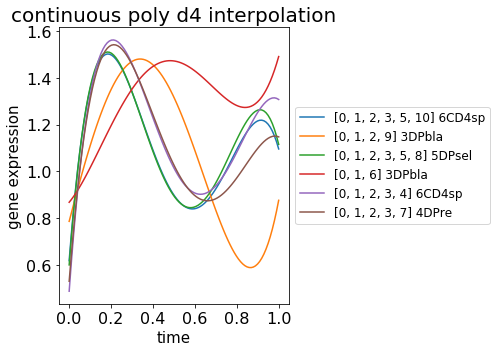 continuous poly d4 interpolation
1.6
1.4
1.2
1.0
0.8
0.6
gene expression
0.0 0.2 0.4 0.6 0.8 1.0
time
[0, 1, 2, 3, 5, 10] 6CD4sp
[0, 1, 2, 9] 3DPbla
[0, 1, 2, 3, 5, 8] 5DPsel
[0, 1, 6] 3DPbla
[0, 1, 2, 3, 4] 6CD4sp
[0, 1, 2, 3, 7] 4DPre